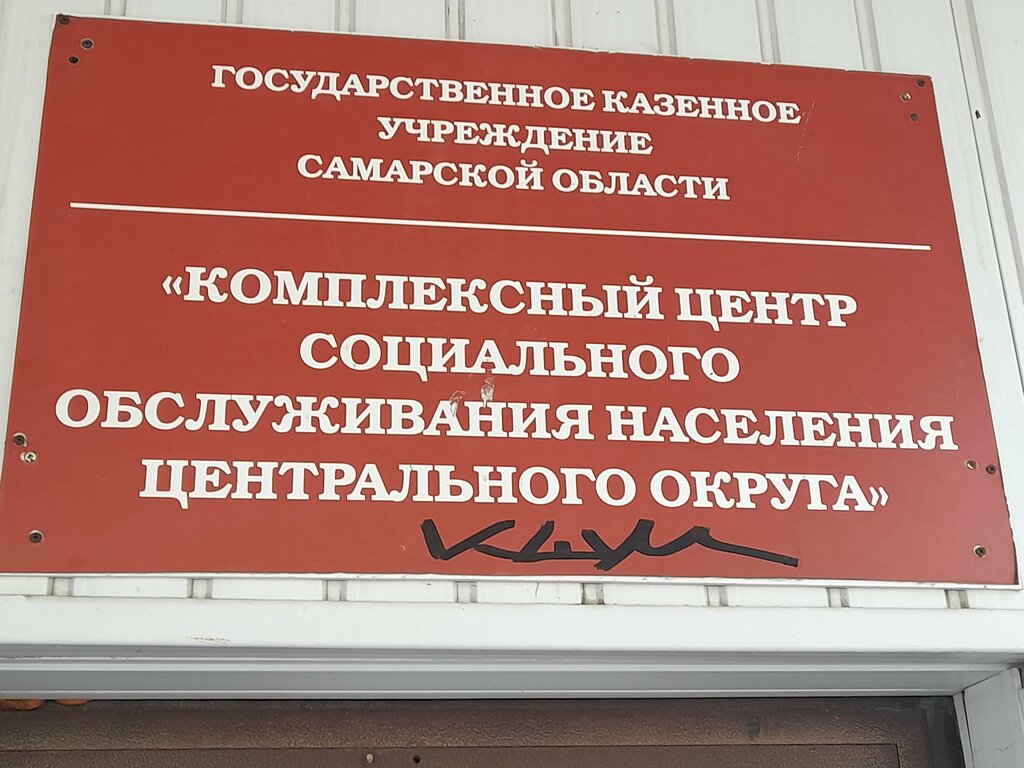 ГОСУДАРСТВЕННОЕ КАЗЕННОЕ
УЧРЕЖДЕНИЕ
САМАРСКОЙ ОБЛАСТИ
«КОМПЛЕКСНЫЙ ЦЕНТР
СОЦИАЛЬНОГО
ОБСЛУЖИВАНИЯ НАСЕЛЕНИЯ
ЦЕНТРАЛЬНОГО ОКРУГА»